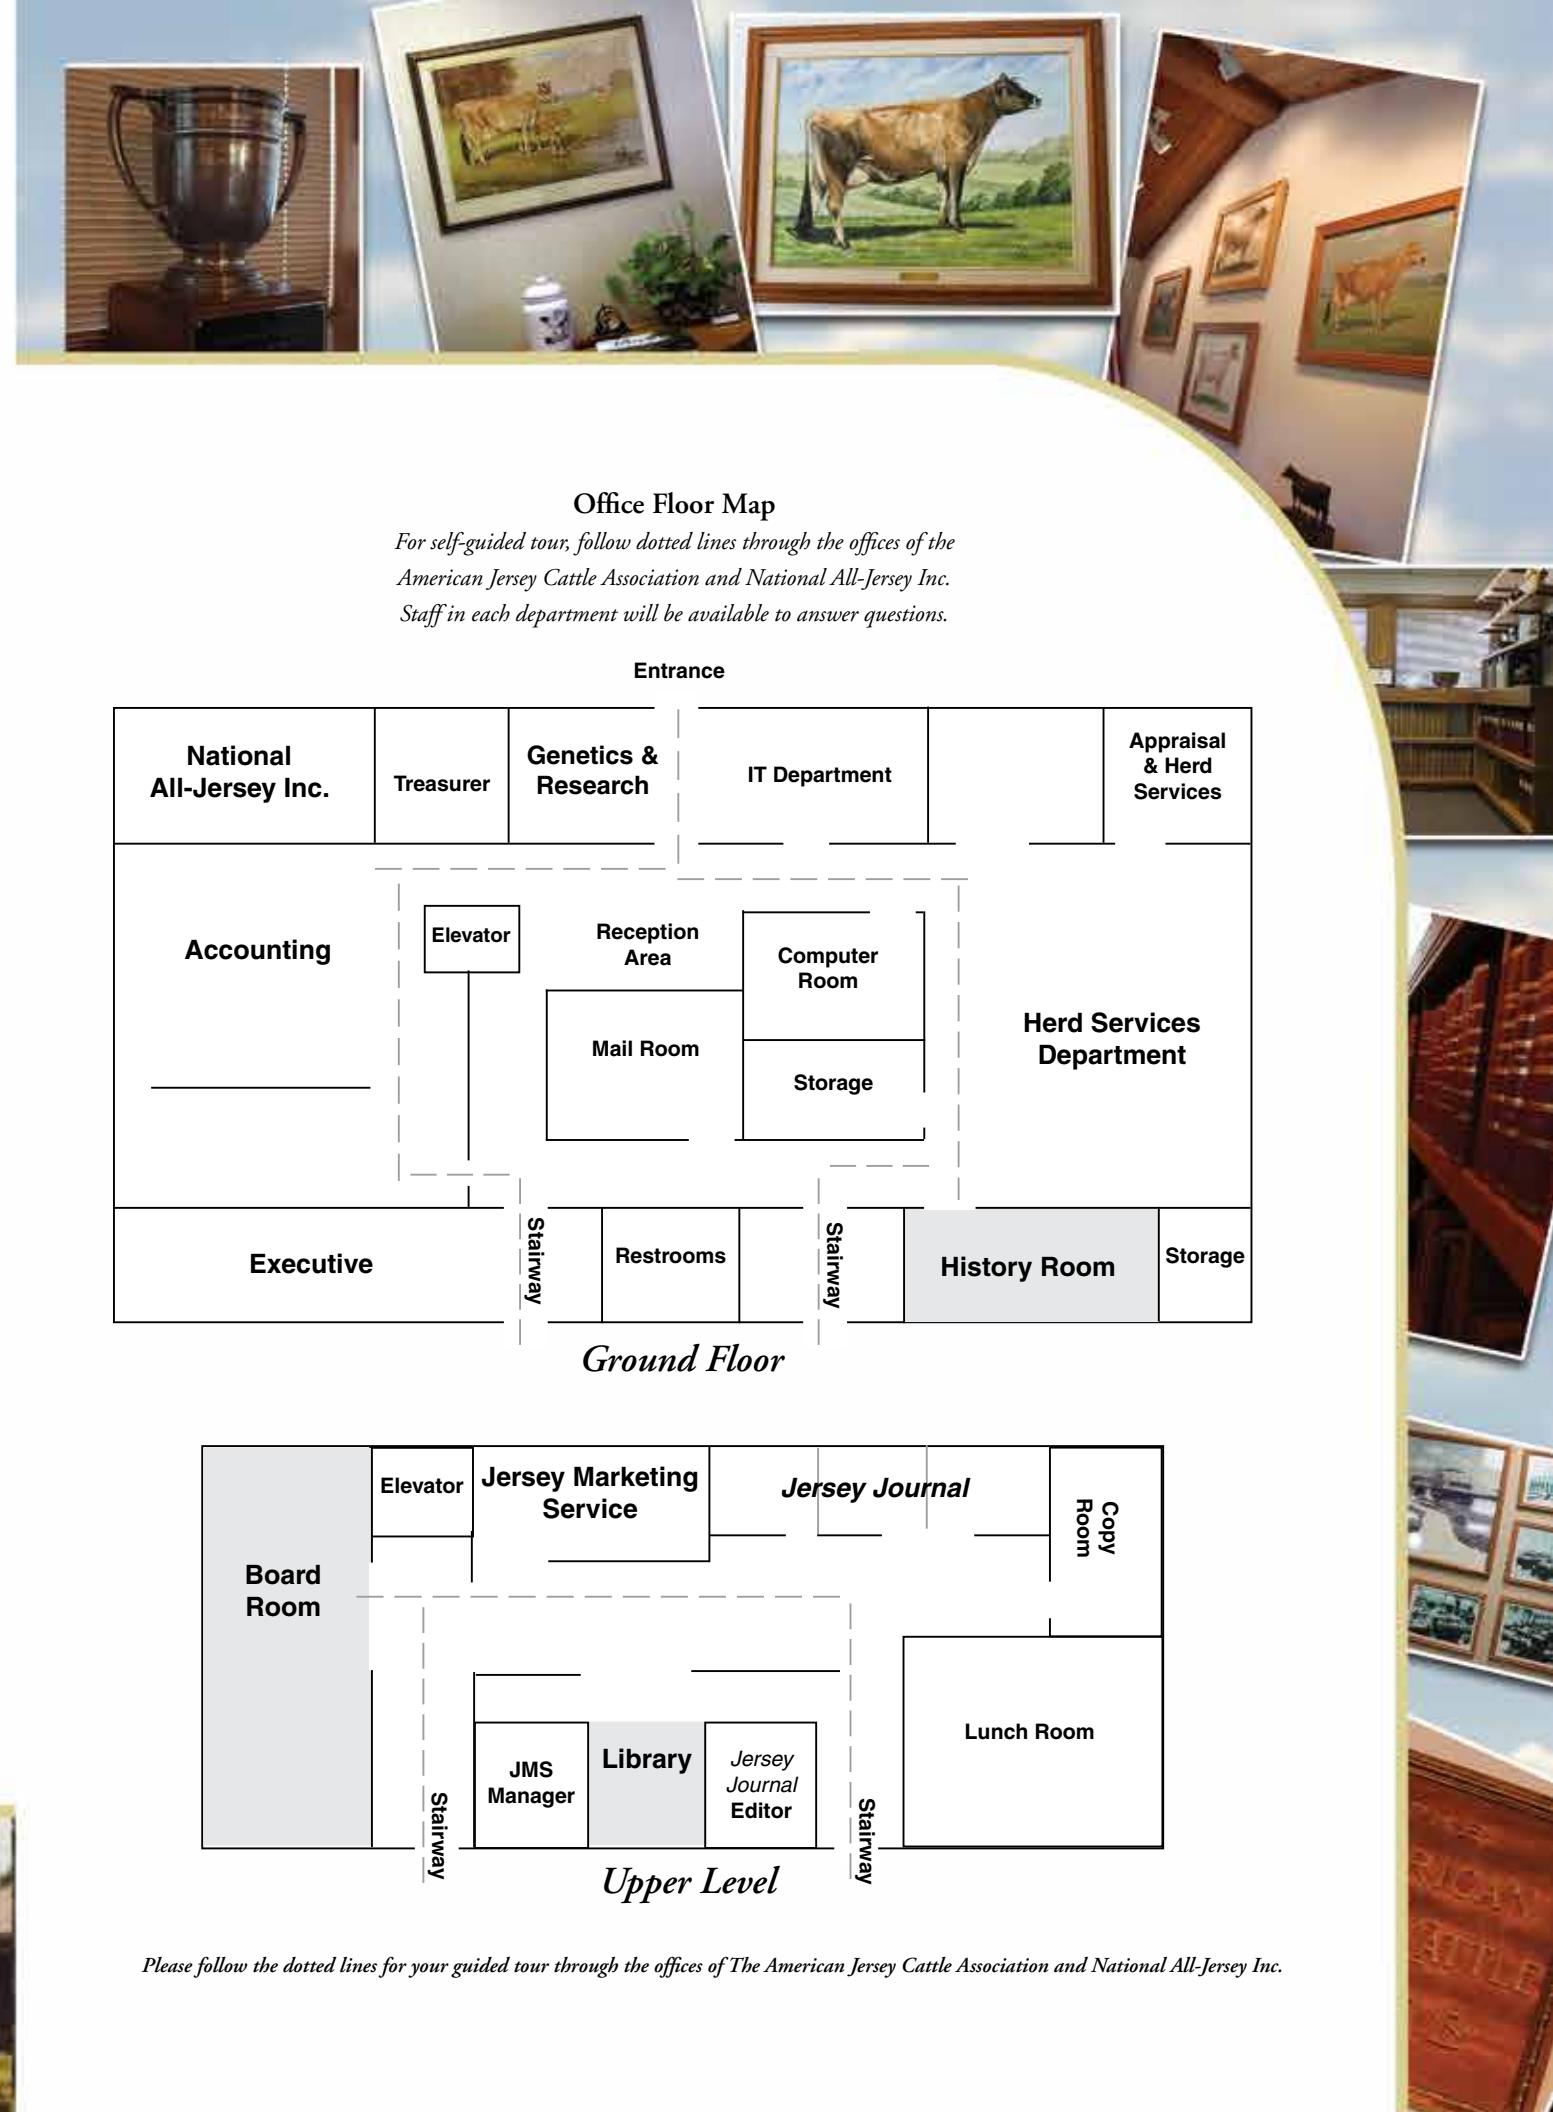 Office Floor Map
For self-guided tour, follow dotted lines through the offices of the
American Jersey Cattle Association and National All-Jersey Inc.
Staff in each department will be available to answer questions.
Entrance
National
All-Jersey Inc.
Treasurer
Genetics &
Research
IT Department
Appraisal
& Herd
Services
Accounting
Elevator
Reception
Area
Computer
Room
Mail Room
Storage
Herd Services
Department
Executive
Stairway
Restrooms
Stairway
History Room
Storage
Ground Floor
Board
Room
Elevator
Jersey Marketing
Service
Jersey Journal
Copy
Room
Lunch Room
JMS
Manager
Library
Jersey
Journal
Editor
Stairway
Stairway
Upper Level
Please follow the dotted lines for your guided tour through the offices of The American Jersey Cattle Association and National All-Jersey Inc.